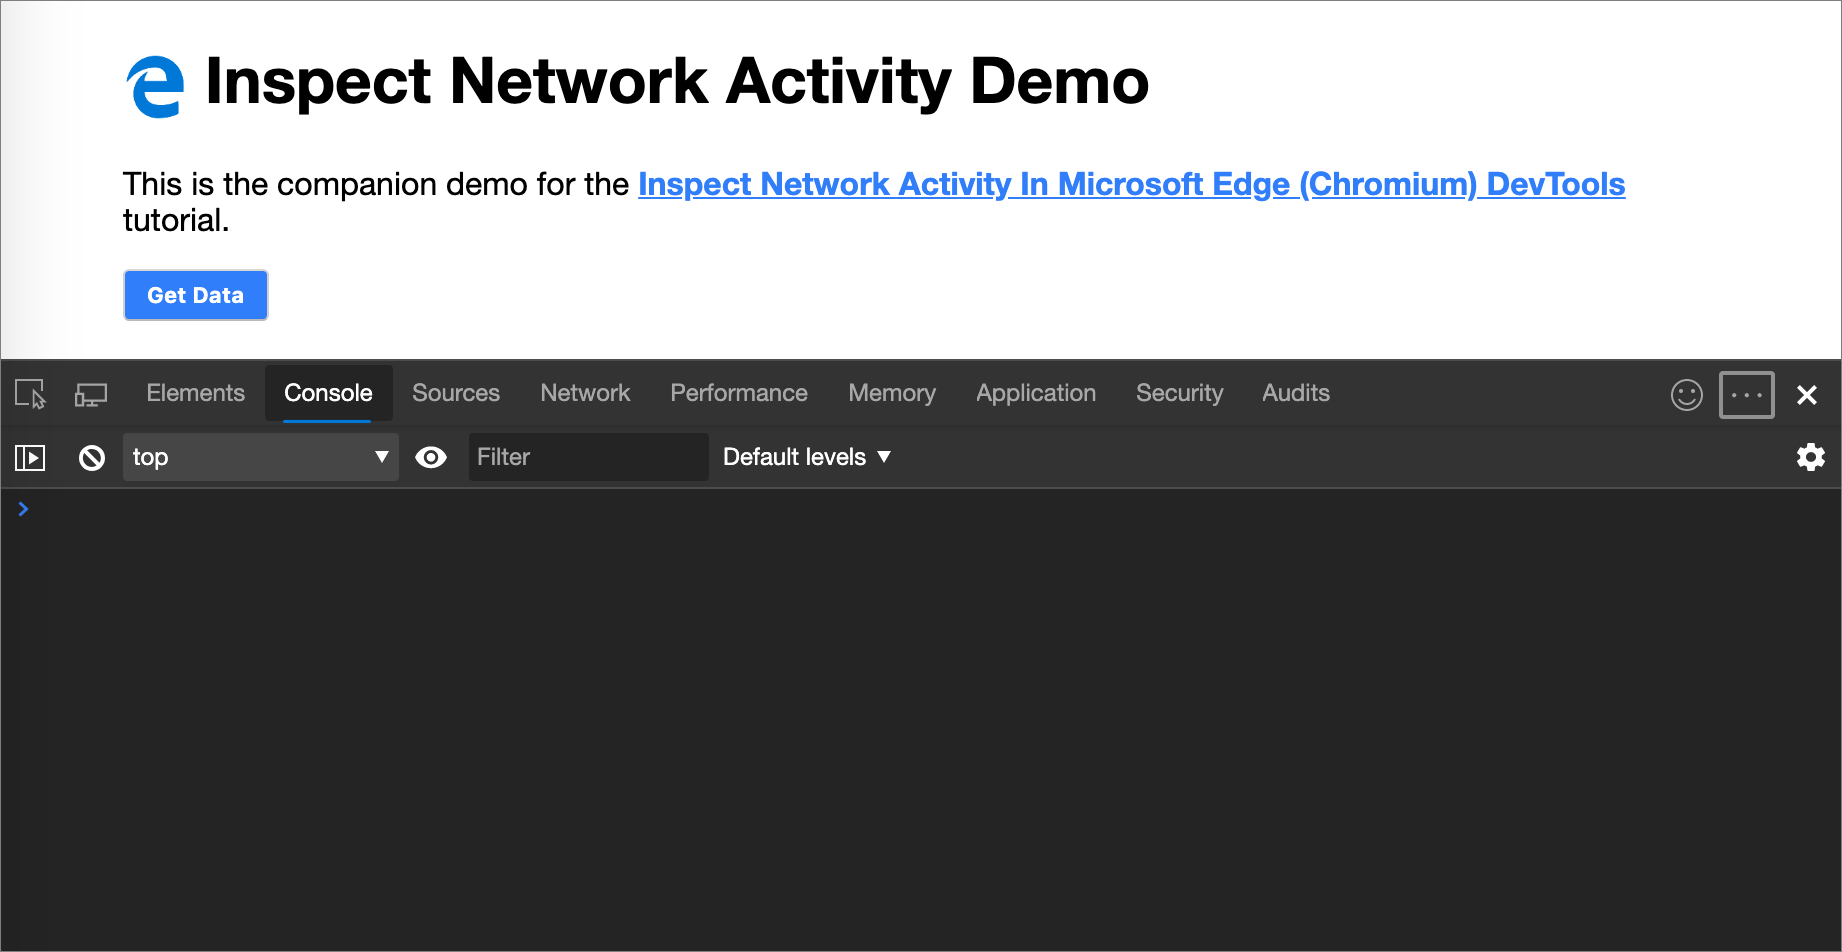 Inspect Network Activity Demo
This is the companion demo for the Inspect Network Activity In Microsoft Edge (Chromium) DevTools
tutorial.
Get Data
Elements Console Sources Network Performance Memory Application Security Audits
top Filter Default levels